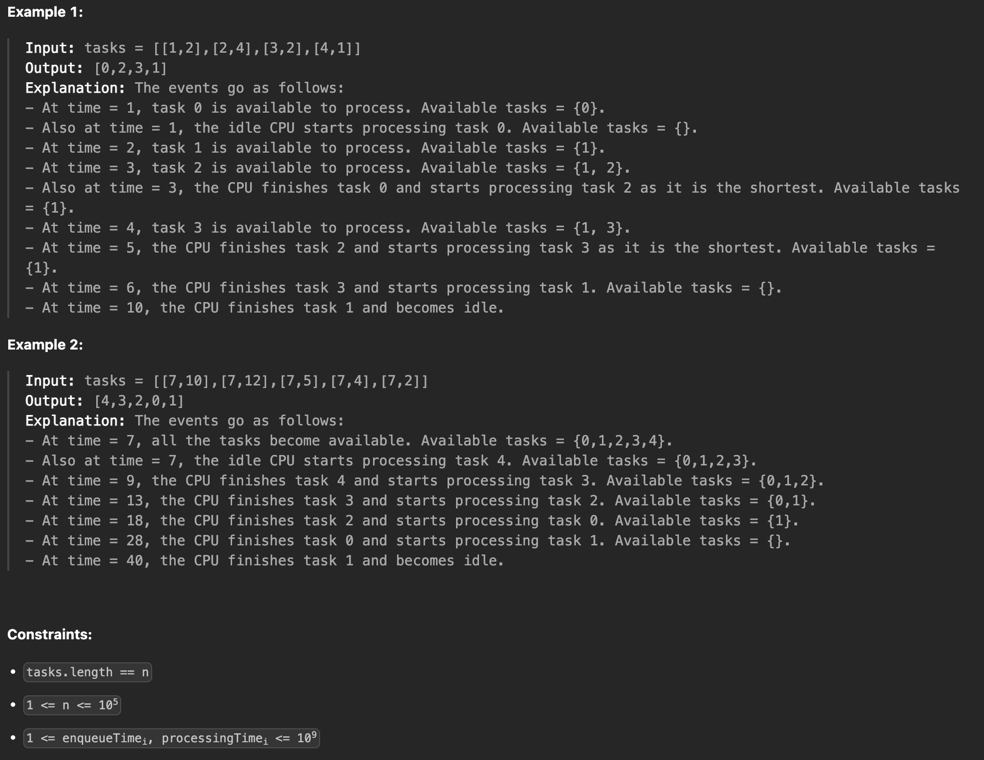 Example 1:
Input: tasks = [[1,2],[2,4],[3,2],[4,1]]
Output: [0,2,3,1]
Explanation: The events go as follows:
– At time = 1, task 0 is available to process. Available tasks = {0}.
– Also at time = 1, the idle CPU starts processing task 0. Available tasks = {}.
– At time = 2, task 1 is available to process. Available tasks = {1}.
– At time = 3, task 2 is available to process. Available tasks = {1, 2}.
– Also at time = 3, the CPU finishes task 0 and starts processing task 2 as it is the shortest. Available tasks
= {1}.
– At time = 4, task 3 is available to process. Available tasks = {1, 3}.
– At time = 5, the CPU finishes task 2 and starts processing task 3 as it is the shortest. Available tasks =
{1}.
– At time = 6, the CPU finishes task 3 and starts processing task 1. Available tasks = {}.
– At time = 10, the CPU finishes task 1 and becomes idle.
Example 2:
Input: tasks = [[7,10],[7,12],[7,5],[7,4],[7,2]]
Output: [4,3,2,0,1]
Explanation: The events go as follows:
– At time = 7, all the tasks become available. Available tasks = {0,1,2,3,4}.
– Also at time = 7, the idle CPU starts processing task 4. Available tasks = {0,1,2,3}.
– At time = 9, the CPU finishes task 4 and starts processing task 3. Available tasks = {0,1,2}.
– At time = 13, the CPU finishes task 3 and starts processing task 2. Available tasks = {0,1}.
– At time = 18, the CPU finishes task 2 and starts processing task 0. Available tasks = {1}.
– At time = 28, the CPU finishes task 0 and starts processing task 1. Available tasks = {}.
– At time = 40, the CPU finishes task 1 and becomes idle.
Constraints:
• tasks.length == n
• 1 <= n <= 10⁵
• 1 <= enqueueTimeᵢ, processingTimeᵢ <= 10⁹